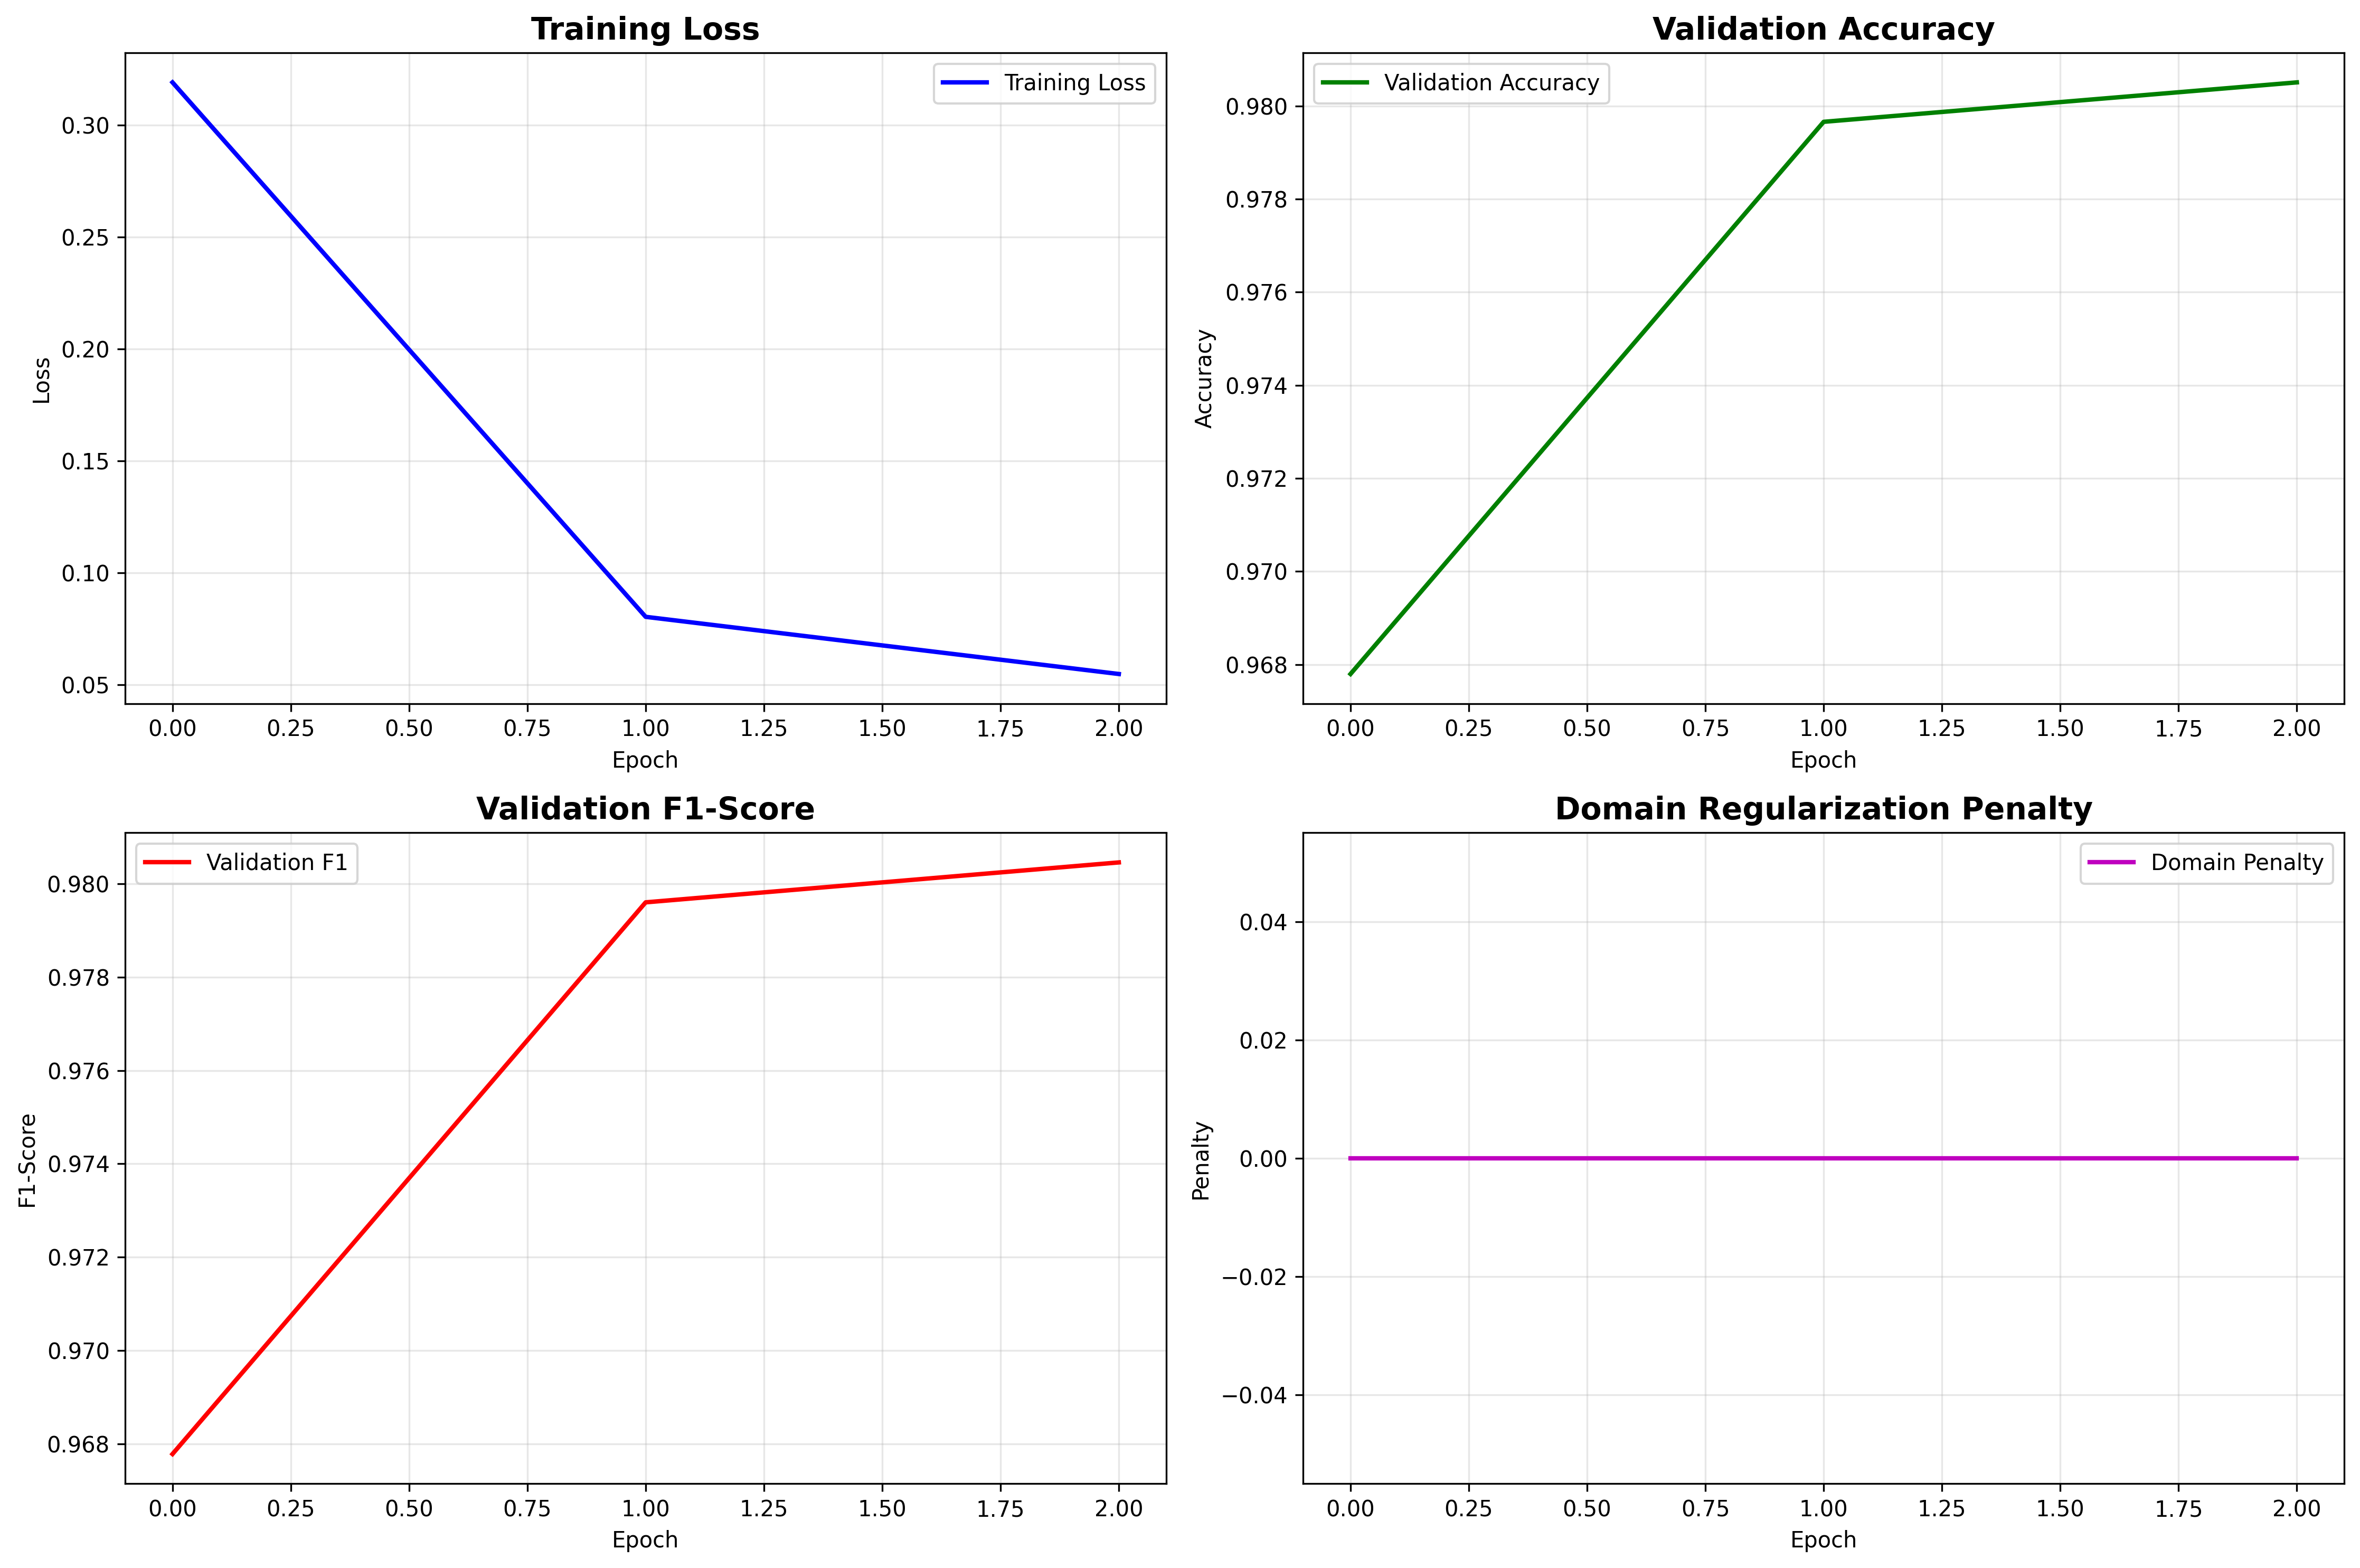 Training Loss
Training Loss
0.30
0.25
0.20
0.15
0.10
0.05
Loss
0.00 0.25 0.50 0.75 1.00 1.25 1.50 1.75 2.00
Epoch
Validation Accuracy
Validation Accuracy
0.980
0.978
0.976
0.974
0.972
0.970
0.968
Accuracy
0.00 0.25 0.50 0.75 1.00 1.25 1.50 1.75 2.00
Epoch
Validation F1-Score
Validation F1
0.980
0.978
0.976
0.974
0.972
0.970
0.968
F1-Score
0.00 0.25 0.50 0.75 1.00 1.25 1.50 1.75 2.00
Epoch
Domain Regularization Penalty
Domain Penalty
0.04
0.02
0.00
−0.02
−0.04
Penalty
0.00 0.25 0.50 0.75 1.00 1.25 1.50 1.75 2.00
Epoch